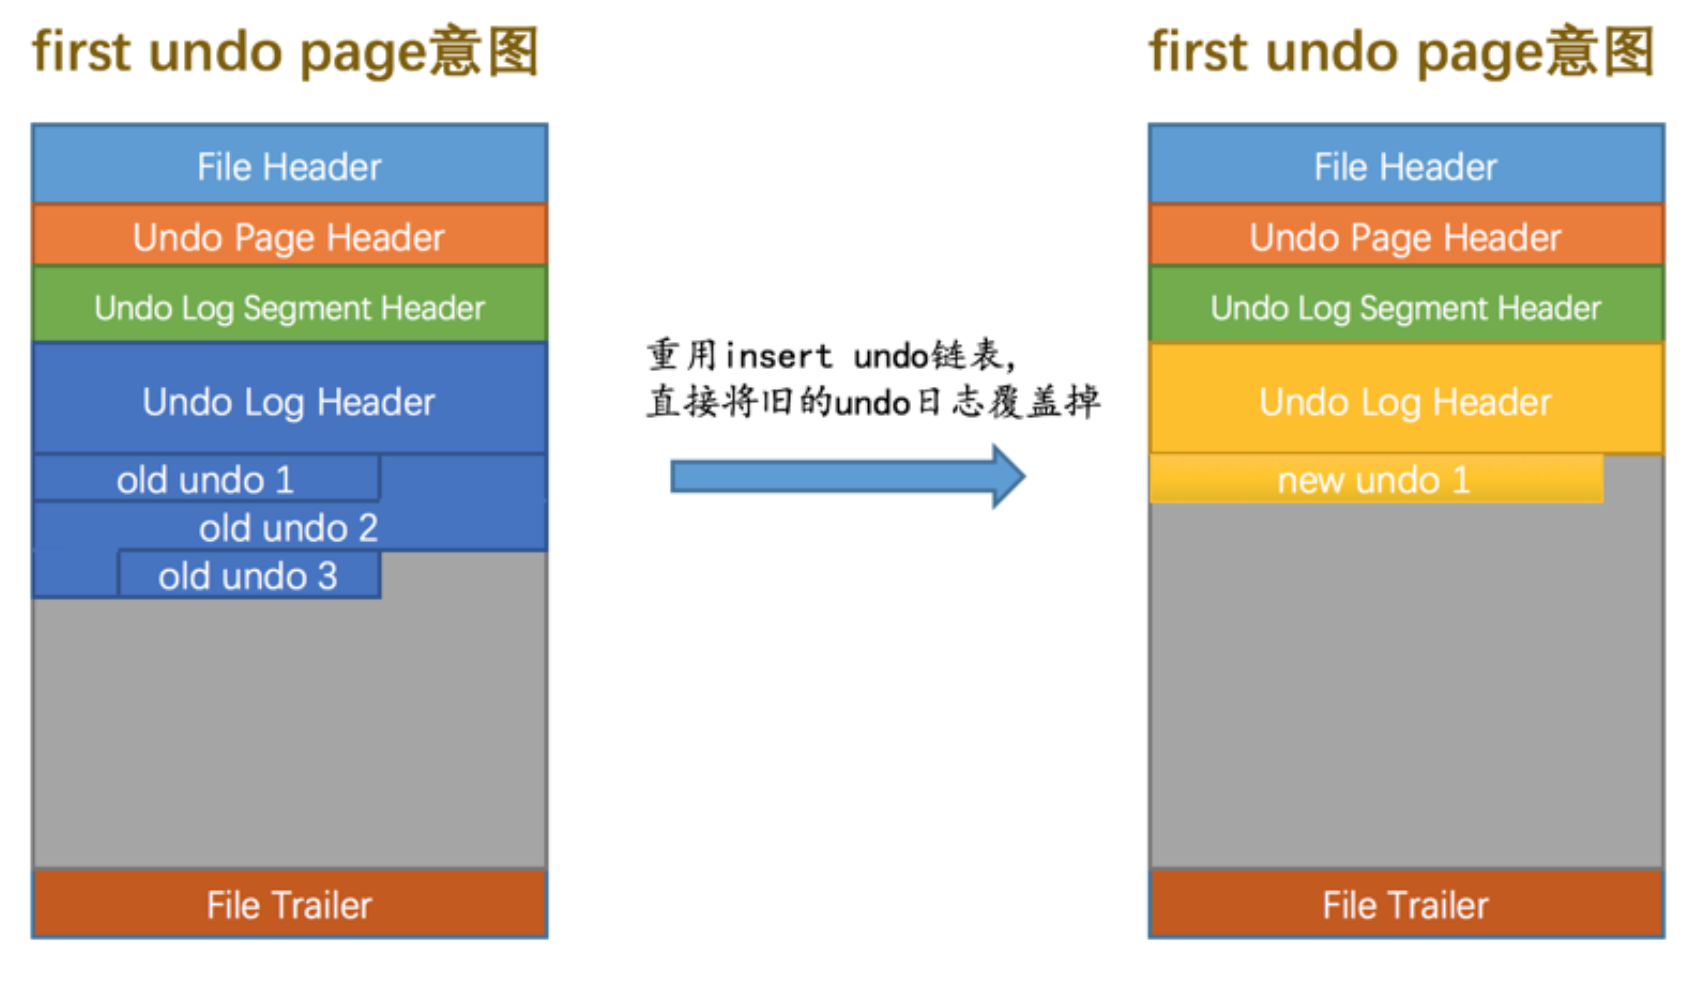 first undo page意图
File Header
Undo Page Header
Undo Log Segment Header
Undo Log Header
old undo 1
old undo 2
old undo 3
File Trailer
重用insert undo链表,
直接将旧的undo日志覆盖掉
first undo page意图
File Header
Undo Page Header
Undo Log Segment Header
Undo Log Header
new undo 1
File Trailer